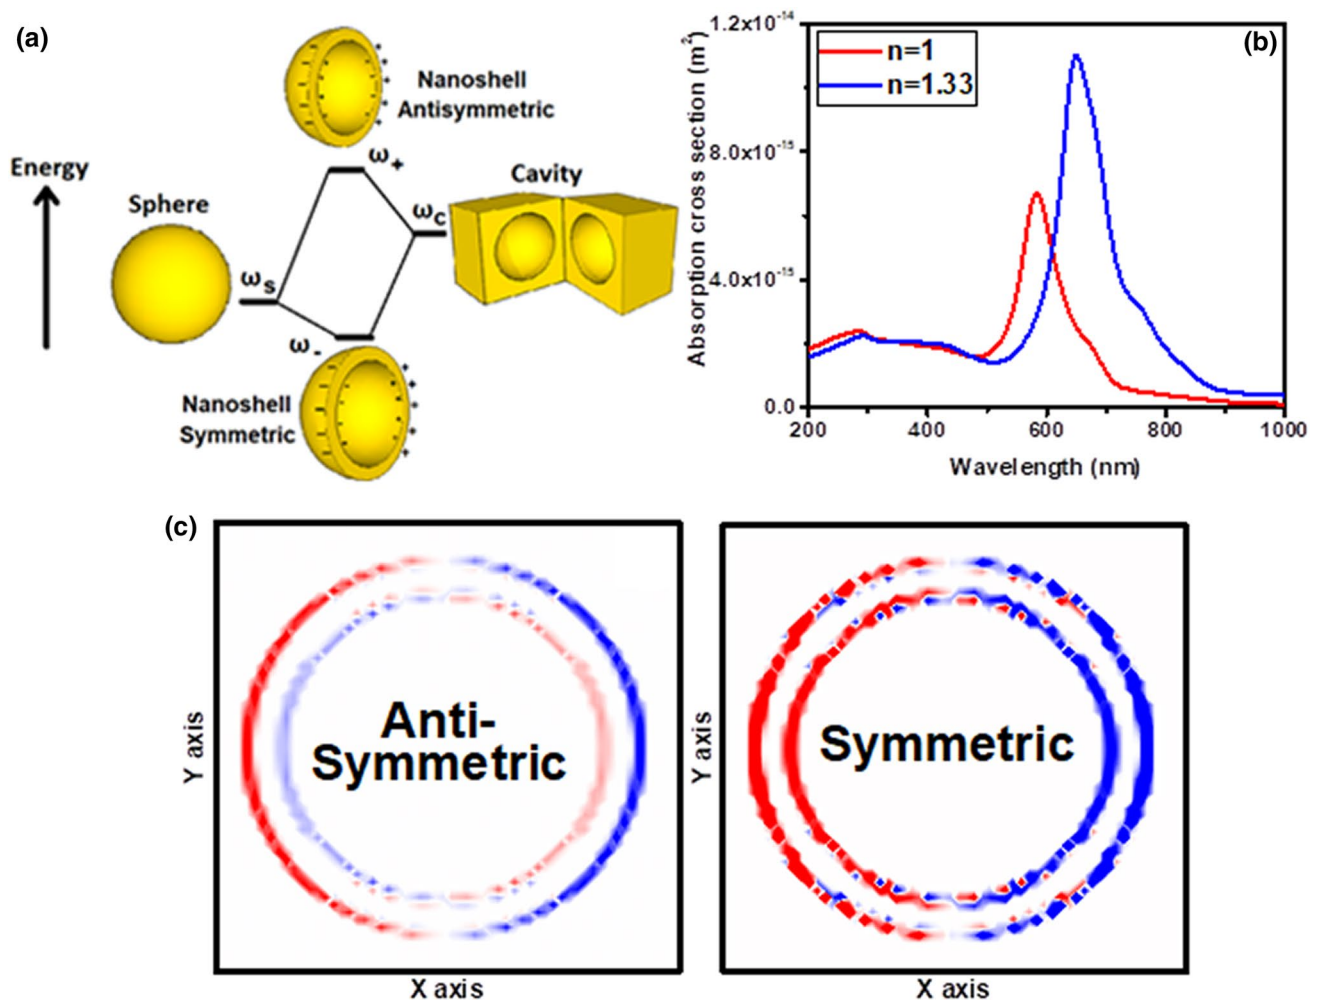 (a)
Nanoshell
Antisymmetric
ω+
Energy
Sphere
Cavity
ωc
ωs
ω-
Nanoshell
Symmetric
(b)
n=1
n=1.33
Absorption cross section (m²)
1.2x10⁻¹⁴
8.0x10⁻¹⁵
4.0x10⁻¹⁵
0.0
200 400 600 800 1000
Wavelength (nm)
(c)
Anti-
Symmetric
Y axis
X axis
Symmetric
Y axis
X axis